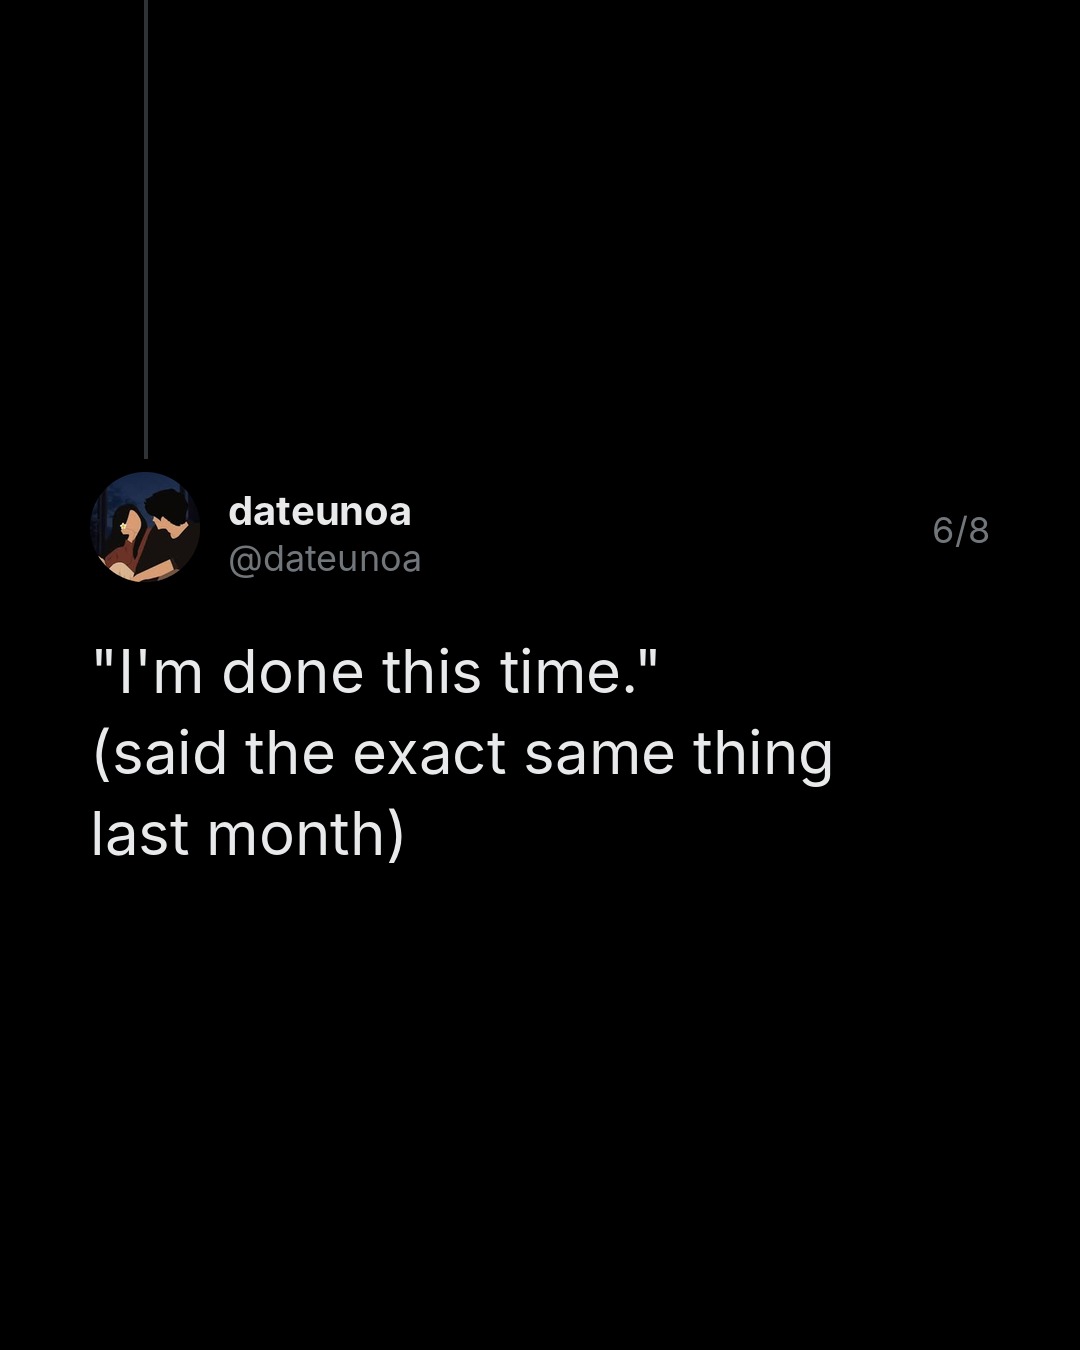 dateunoa
@dateunoa
6/8
"I'm done this time."
(said the exact same thing
last month)